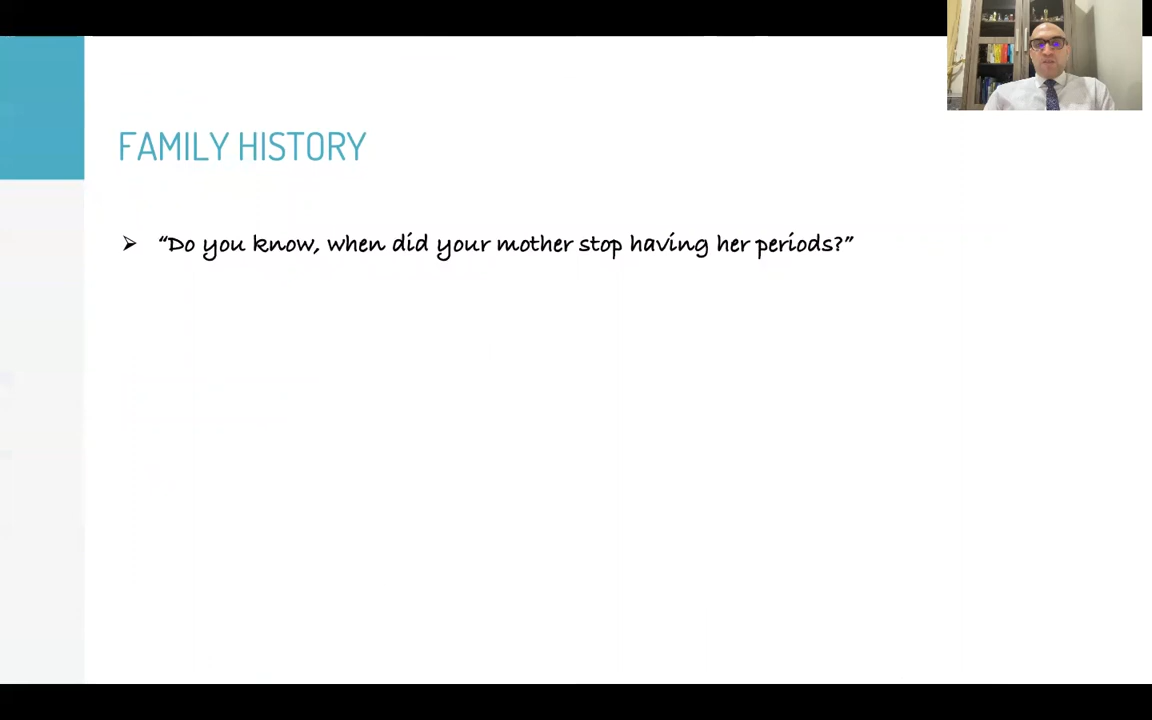 FAMILY HISTORY
“Do you know, when did your mother stop having her periods?”